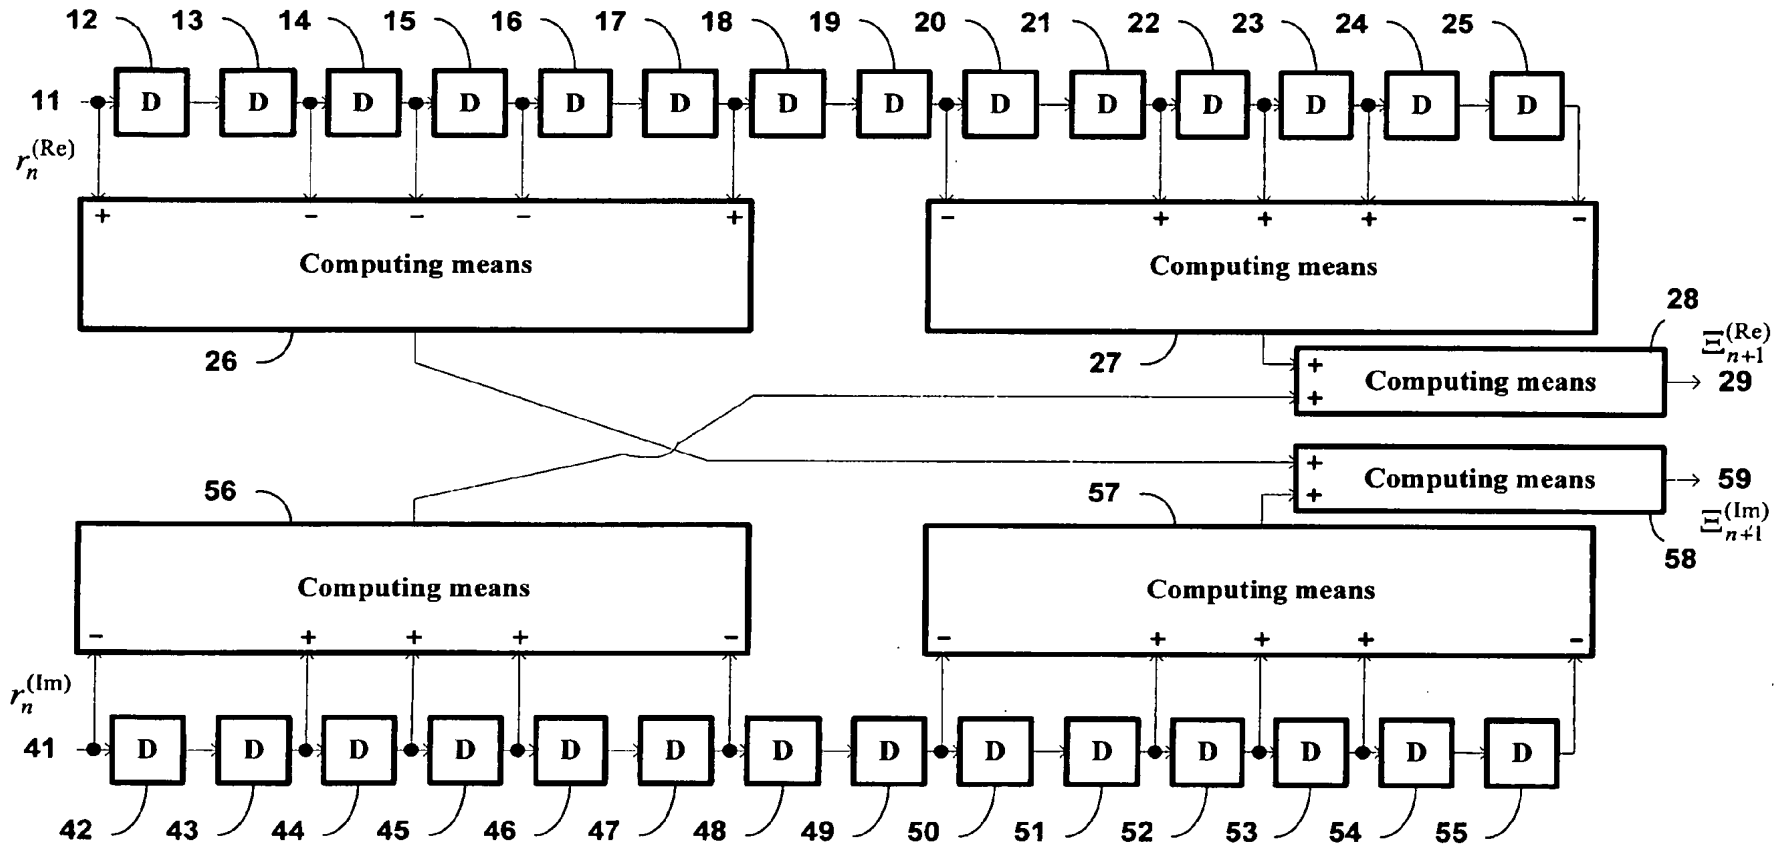 12 13 14 15 16 17 18 19 20 21 22 23 24 25
11 D D D D D D D D D D D D D D
r_n^(Re)
+ − − − + − + + + −
Computing means Computing means
28
26 27 Ξ_{n+1}^(Re)
+ Computing means 29
+
56 57 + Computing means 59
+
Ξ_{n+1}^(Im)
58
Computing means Computing means
− + + + − − + + + −
r_n^(Im)
41 D D D D D D D D D D D D D D
42 43 44 45 46 47 48 49 50 51 52 53 54 55